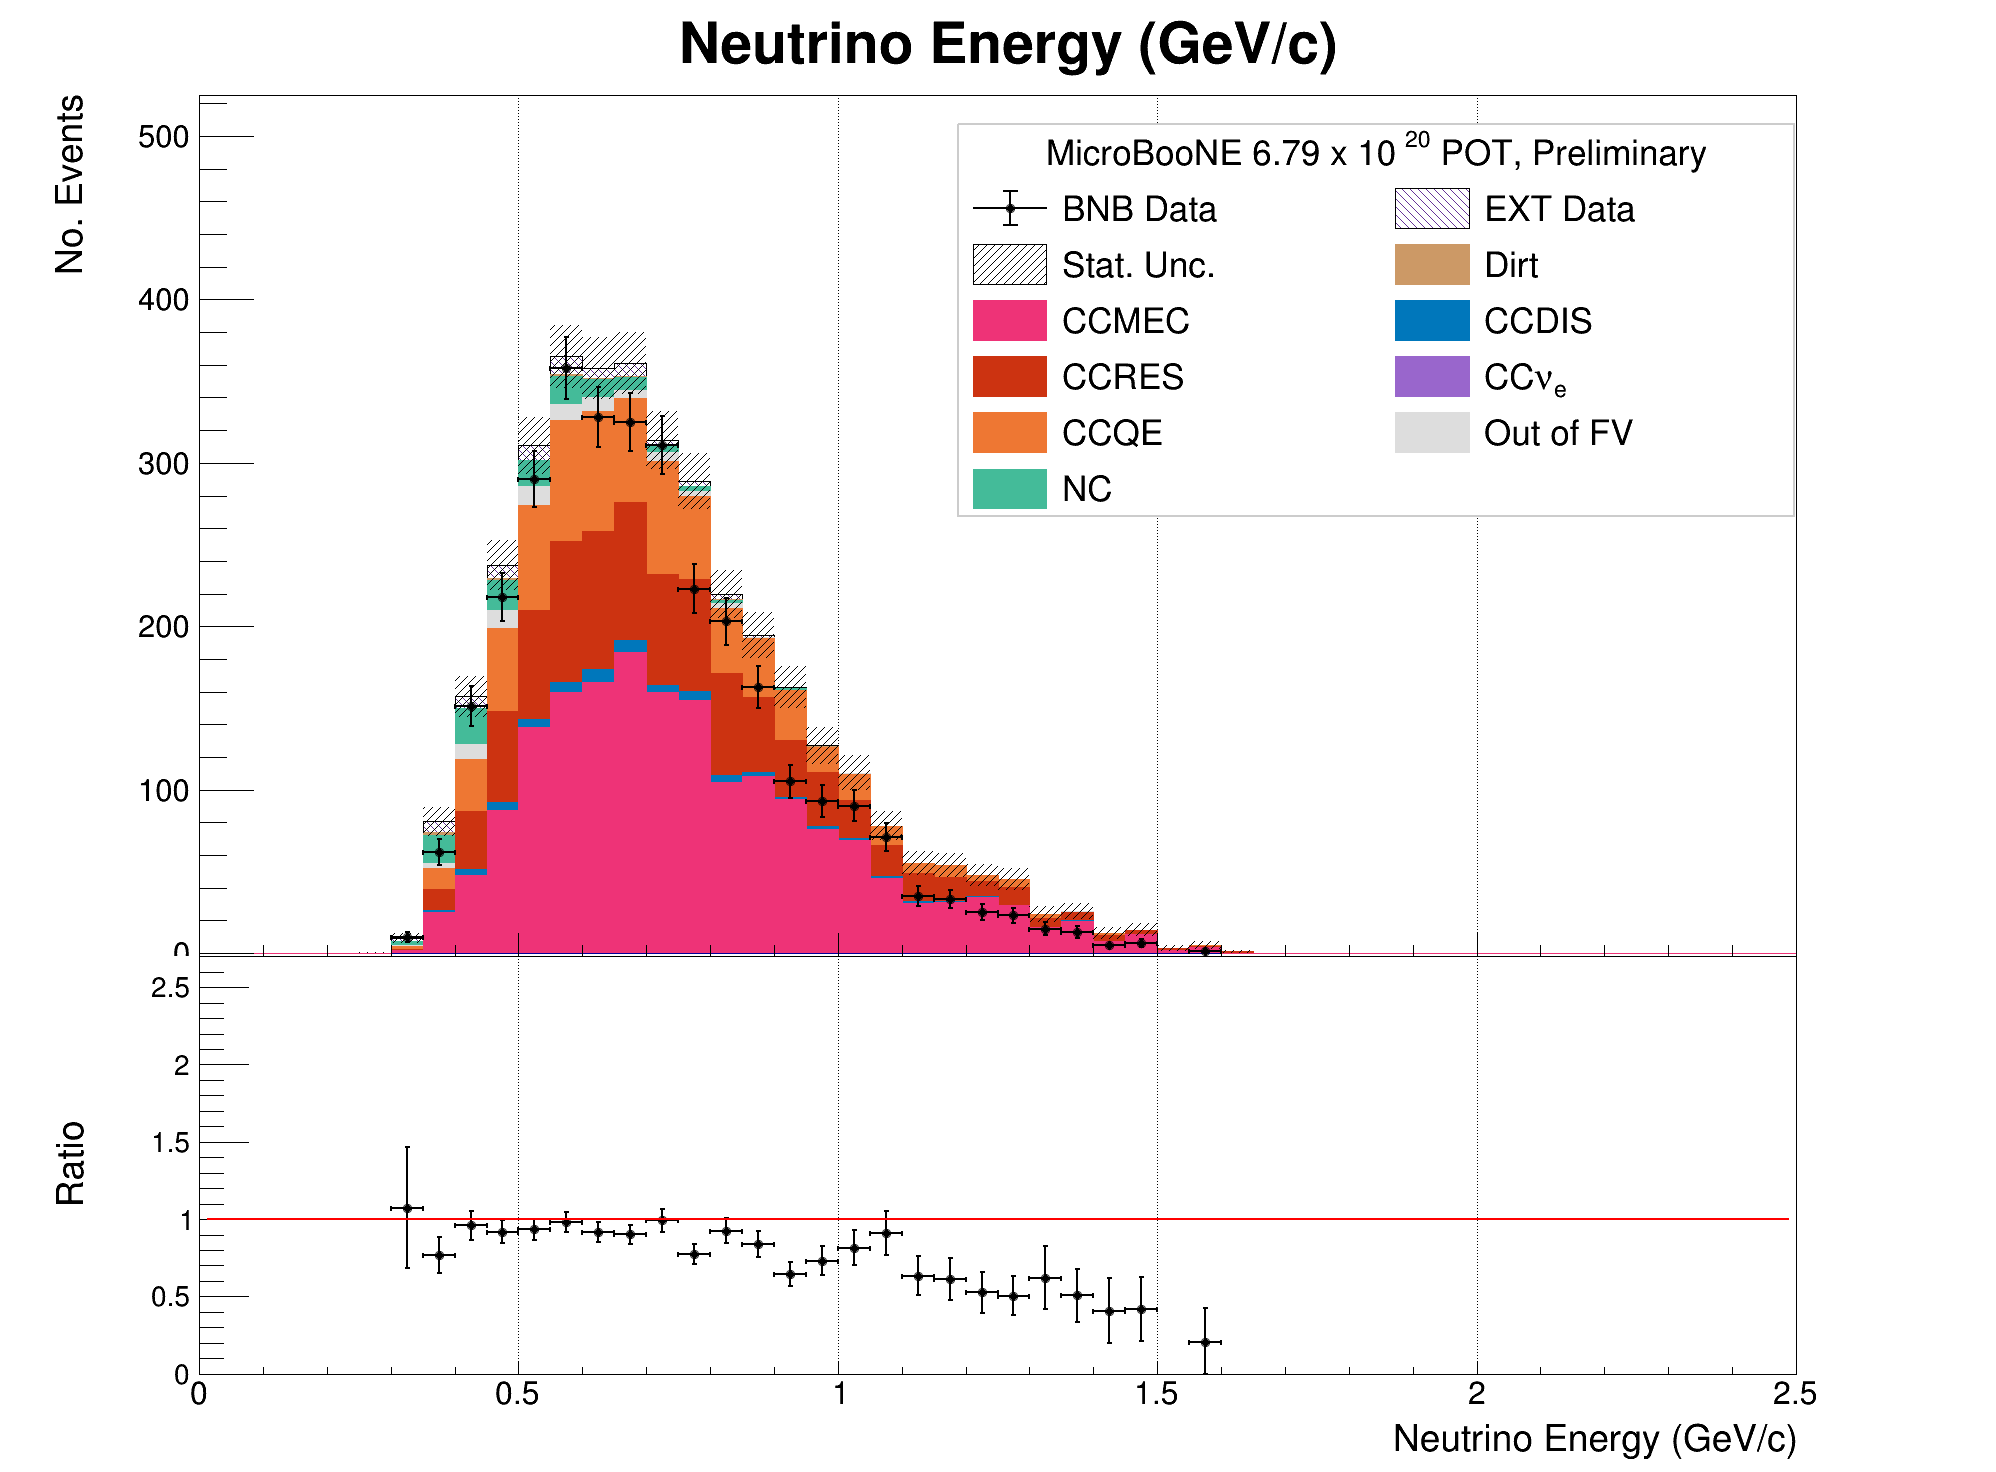 Neutrino Energy (GeV/c)
No. Events
500
400
300
200
100
0
MicroBooNE 6.79 x 10 20 POT, Preliminary
BNB Data
EXT Data
Stat. Unc.
Dirt
CCMEC
CCDIS
CCRES
CCνe
CCQE
Out of FV
NC
Ratio
2.5
2
1.5
1
0.5
0
0 0.5 1 1.5 2 2.5
Neutrino Energy (GeV/c)